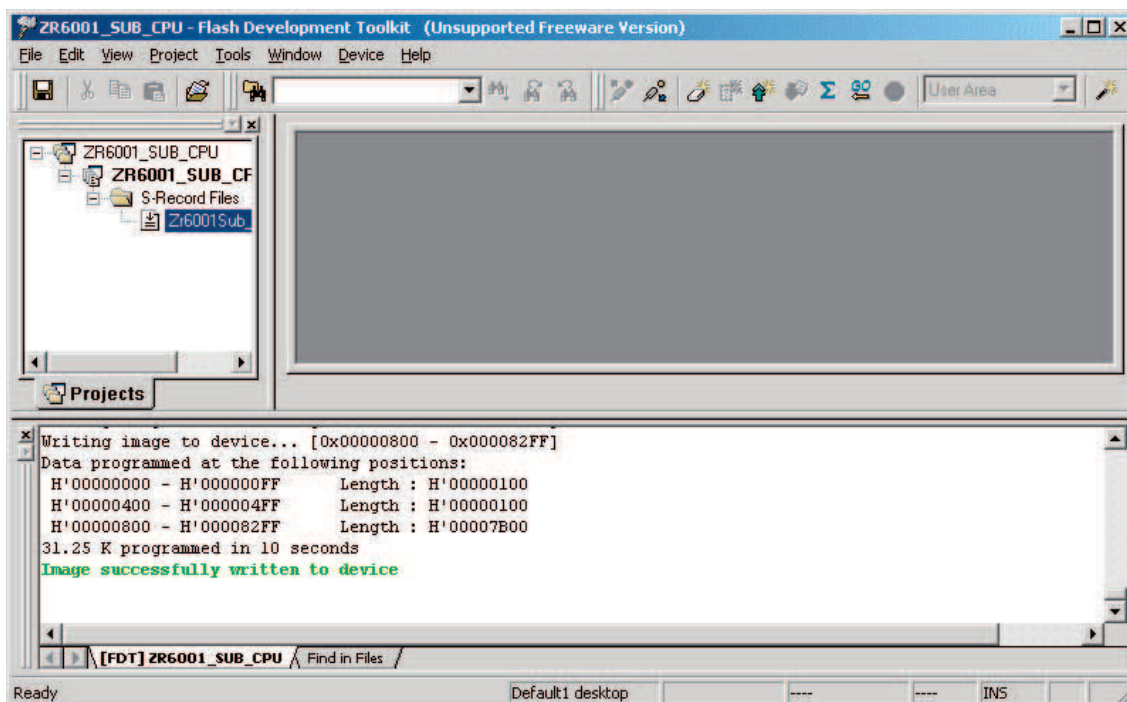 ZR6001_SUB_CPU - Flash Development Toolkit (Unsupported Freeware Version)
File Edit View Project Tools Window Device Help
GO User Area
ZR6001_SUB_CPU
ZR6001_SUB_CF
S-Record Files
Zr6001Sub_
Projects
Writing image to device... [0x00000800 - 0x000082FF]
Data programmed at the following positions:
H'00000000 - H'000000FF Length : H'00000100
H'00000400 - H'000004FF Length : H'00000100
H'00000800 - H'000082FF Length : H'00007B00
31.25 K programmed in 10 seconds
Image successfully written to device
[FDT] ZR6001_SUB_CPU Find in Files
Ready Default1 desktop ---- ---- INS